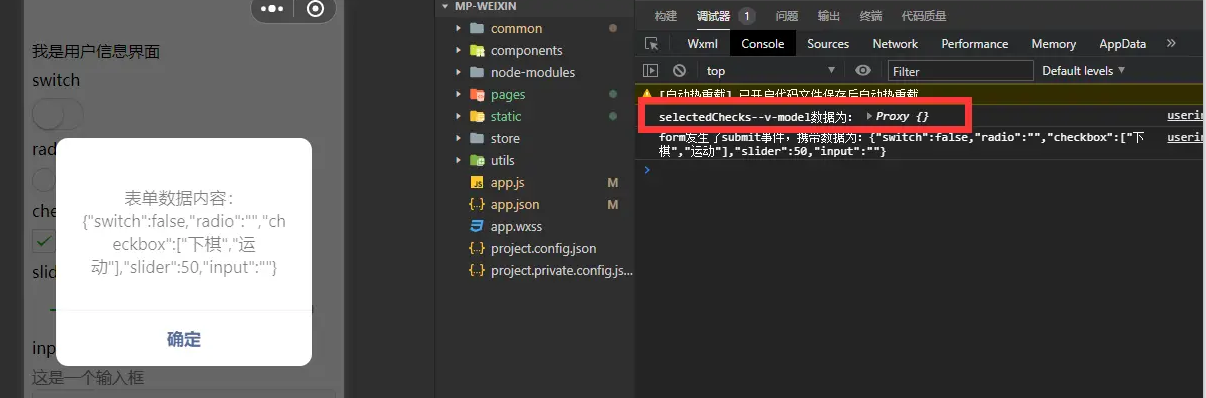 我是用户信息界面
switch
rad
che
slid
inp
这是一个输入框
表单数据内容：
{"switch":false,"radio":"","ch
eckbox":["下棋","运
动"],"slider":50,"input":""}
确定
MP-WEIXIN
common
components
node-modules
pages
static
store
utils
app.js M
app.json M
app.wxss
project.config.json
project.private.config.js...
构建 调试器 1 问题 输出 终端 代码质量
Wxml Console Sources Network Performance Memory AppData »
top Filter Default levels
[自动热重载] 已开启代码文件保存后自动热重载
selectedChecks--v-model数据为: Proxy {} userin
form发生了submit事件，携带数据为：{"switch":false,"radio":"","checkbox":["下 userin
棋","运动"],"slider":50,"input":""}